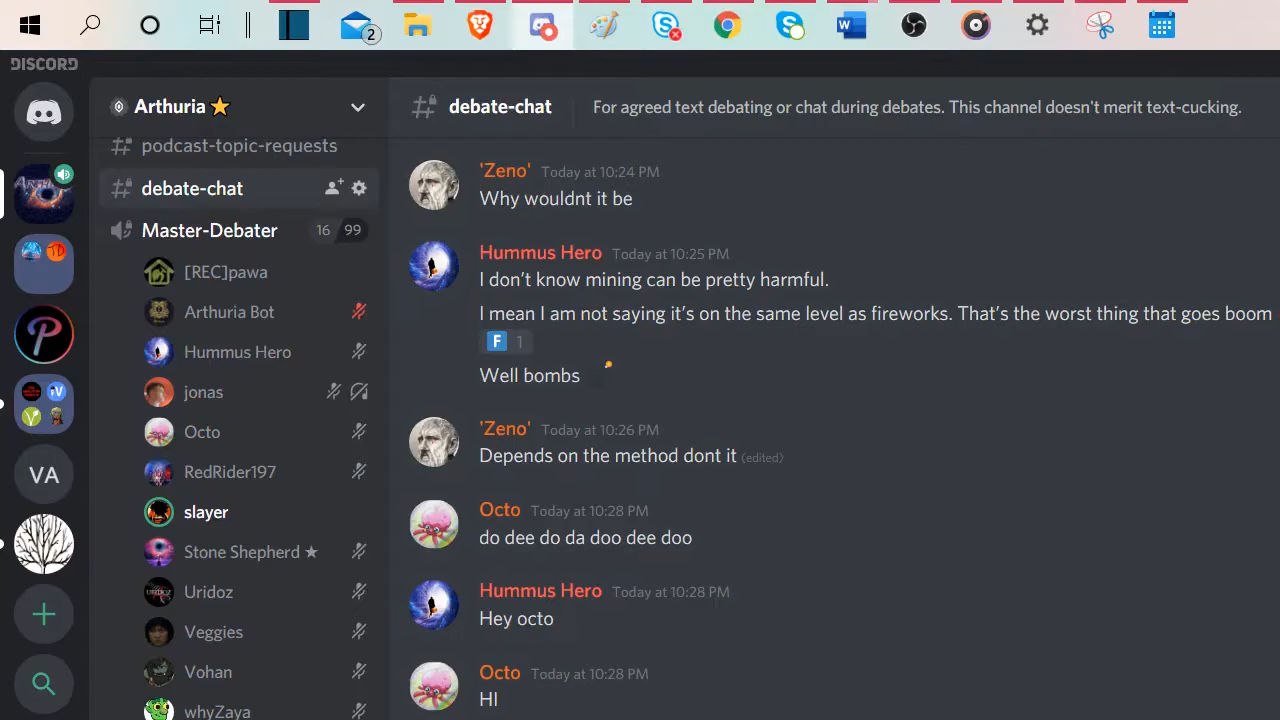 2
DISCORD
Arthuria
debate-chat
For agreed text debating or chat during debates. This channel doesn't merit text-cucking.
podcast-topic-requests
debate-chat
Master-Debater 16 99
[REC]pawa
Arthuria Bot
Hummus Hero
jonas
Octo
RedRider197
slayer
Stone Shepherd ★
Uridoz
Veggies
Vohan
whyZaya
VA
'Zeno' Today at 10:24 PM
Why wouldnt it be
Hummus Hero Today at 10:25 PM
I don’t know mining can be pretty harmful.
I mean I am not saying it’s on the same level as fireworks. That’s the worst thing that goes boom
F 1
Well bombs
'Zeno' Today at 10:26 PM
Depends on the method dont it (edited)
Octo Today at 10:28 PM
do dee do da doo dee doo
Hummus Hero Today at 10:28 PM
Hey octo
Octo Today at 10:28 PM
HI